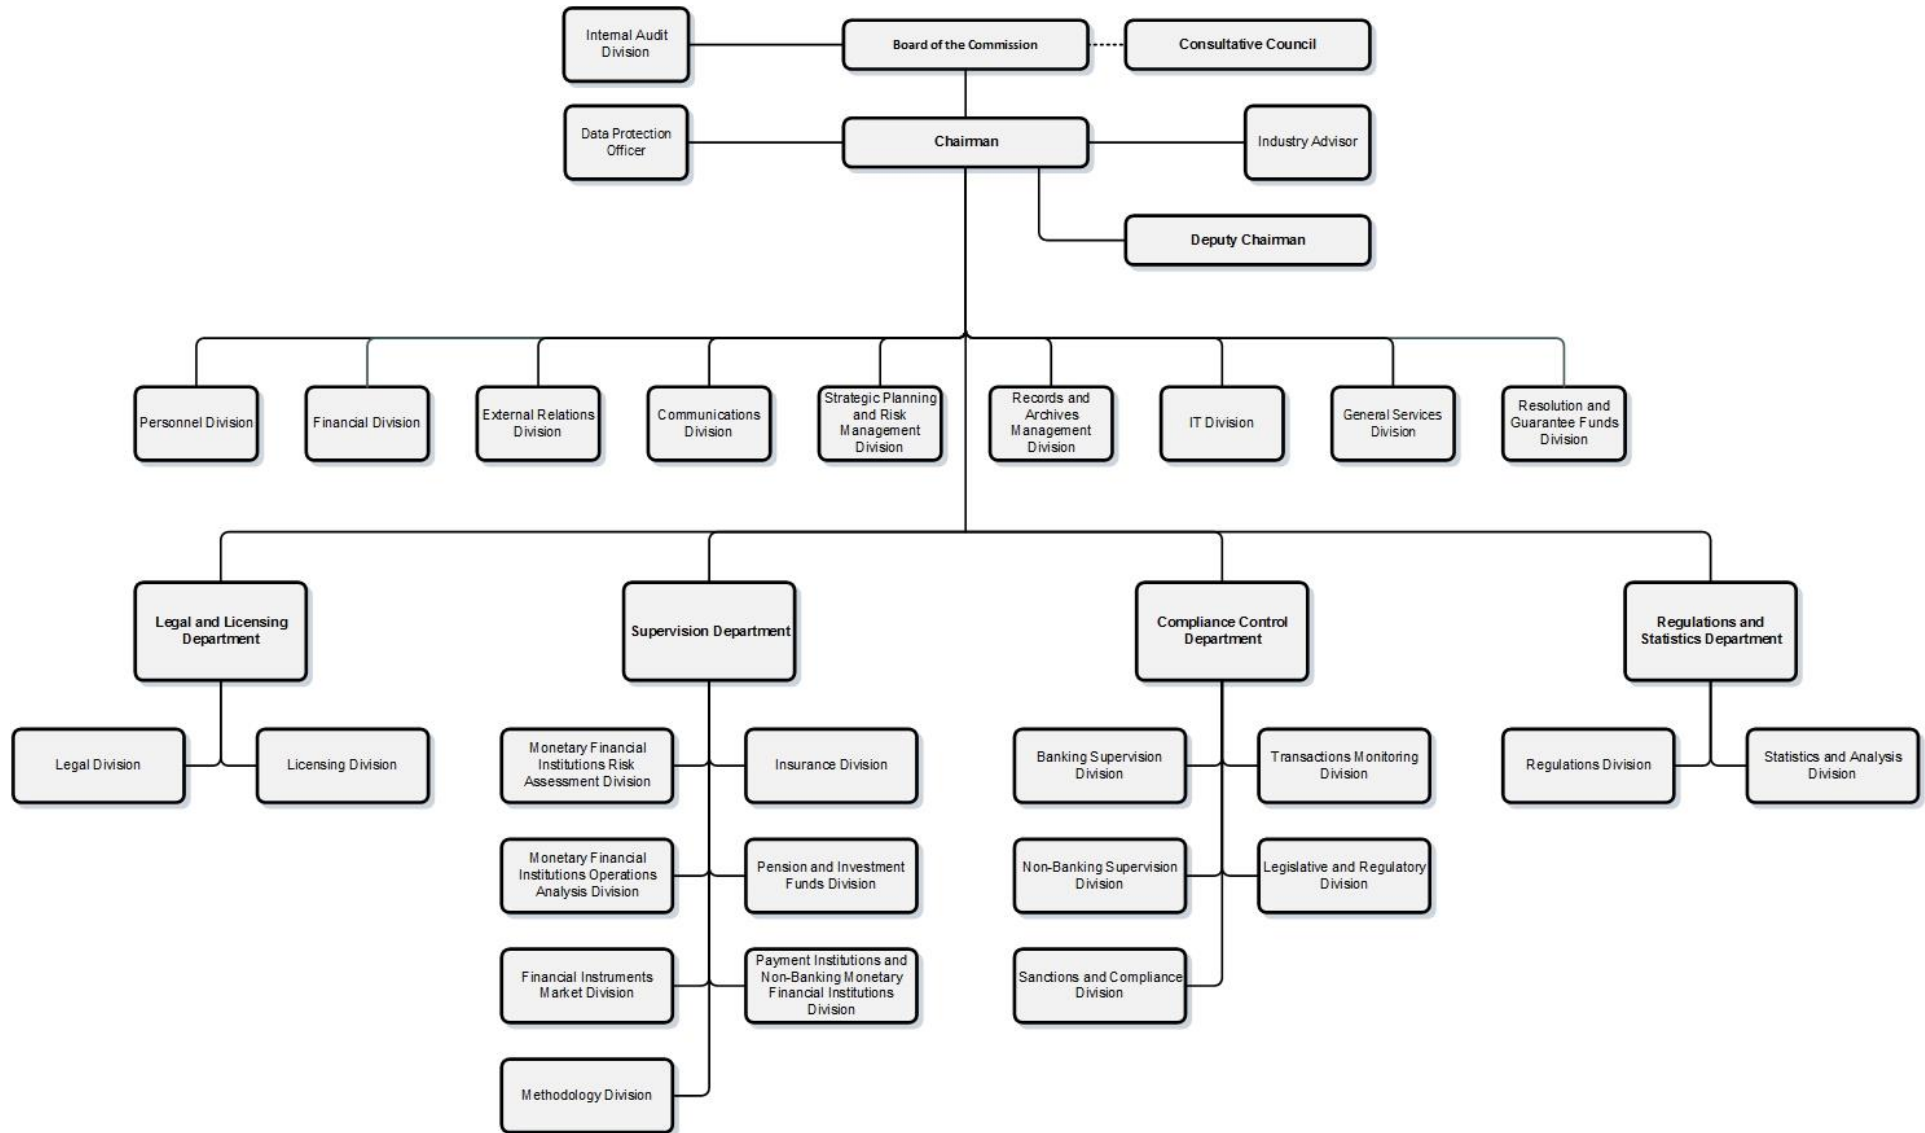 Internal Audit
Division
Board of the Commission
Consultative Council
Data Protection
Officer
Chairman
Industry Advisor
Deputy Chairman
Personnel Division
Financial Division
External Relations
Division
Communications
Division
Strategic Planning
and Risk
Management
Division
Records and
Archives
Management
Division
IT Division
General Services
Division
Resolution and
Guarantee Funds
Division
Legal and Licensing
Department
Supervision Department
Compliance Control
Department
Regulations and
Statistics Department
Legal Division
Licensing Division
Monetary Financial
Institutions Risk
Assessment Division
Insurance Division
Banking Supervision
Division
Transactions Monitoring
Division
Regulations Division
Statistics and Analysis
Division
Monetary Financial
Institutions Operations
Analysis Division
Pension and Investment
Funds Division
Non-Banking Supervision
Division
Legislative and Regulatory
Division
Financial Instruments
Market Division
Payment Institutions and
Non-Banking Monetary
Financial Institutions
Division
Sanctions and Compliance
Division
Methodology Division